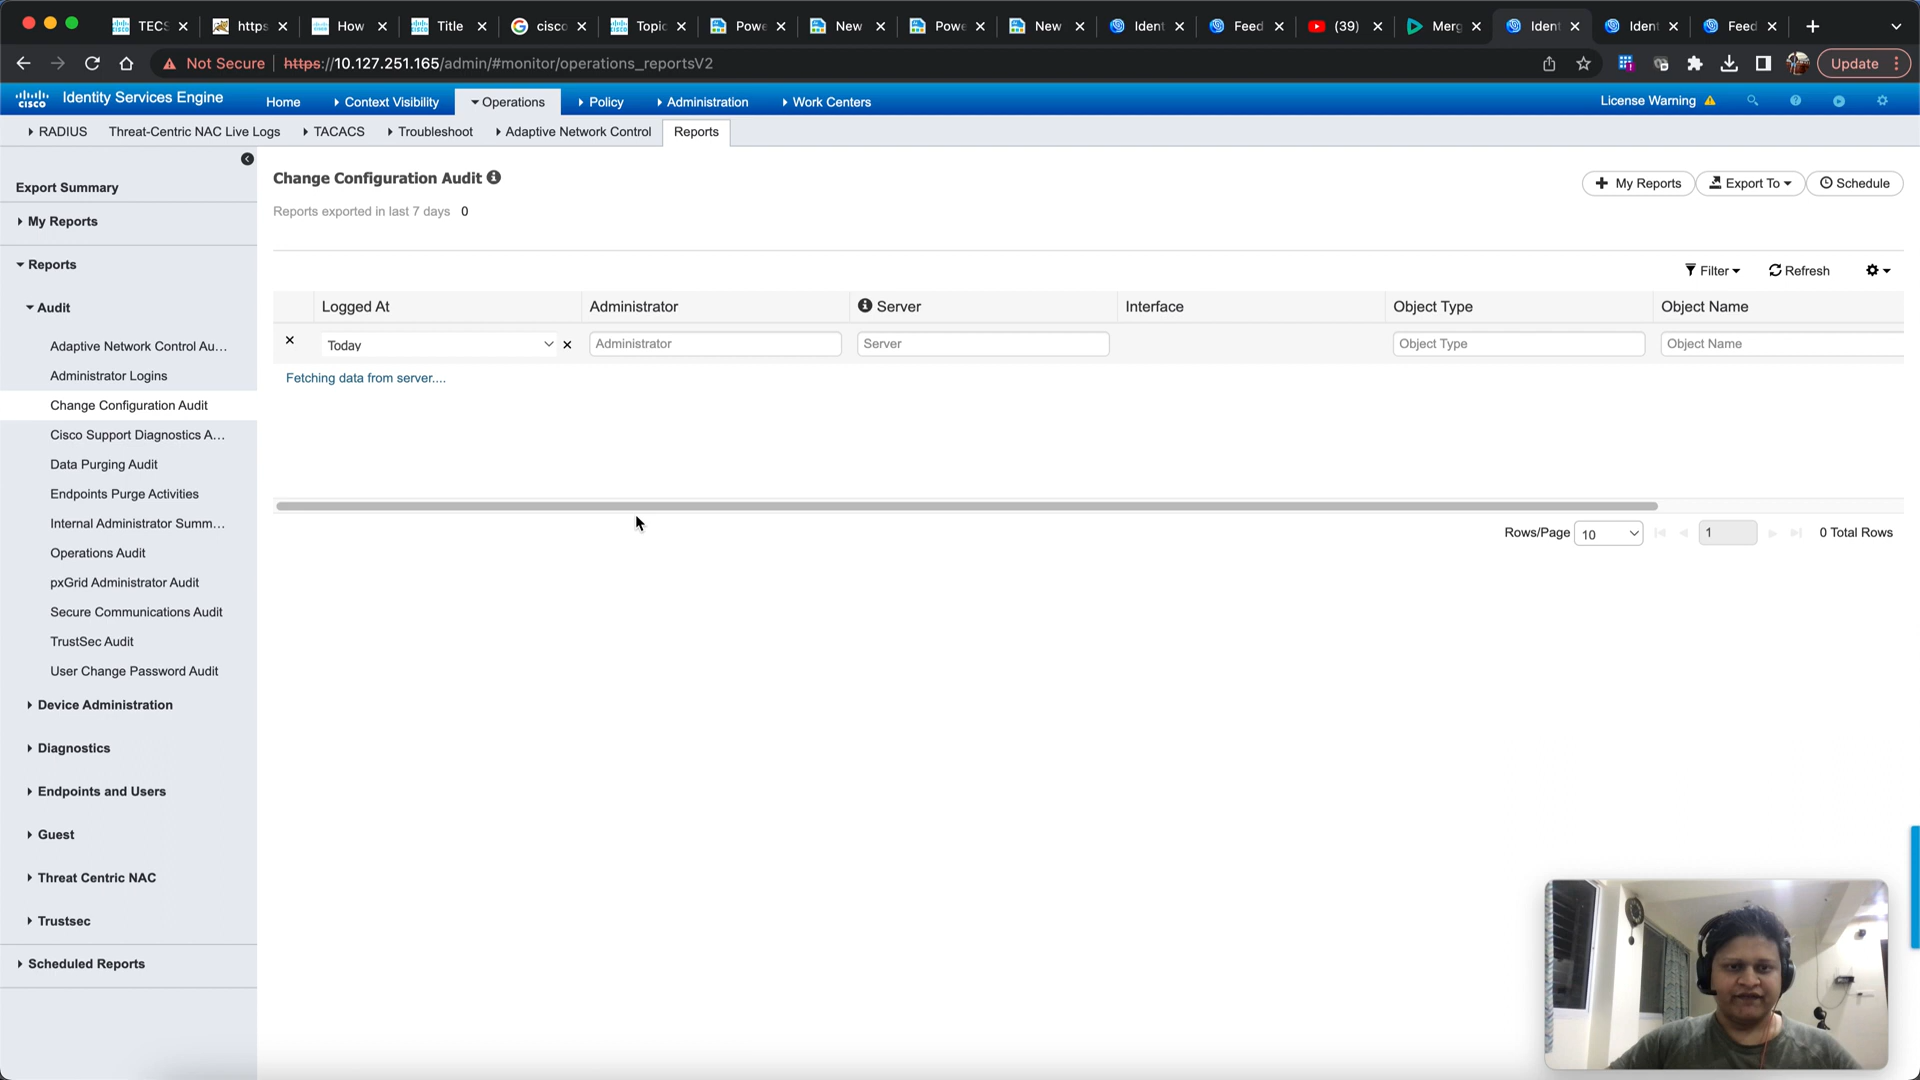 TECS
https
How
Title
cisco
Topic
Powe
New
Powe
New
Ident
Feed
(39)
Merg
Ident
Ident
Feed
Not Secure
https://10.127.251.165/admin/#monitor/operations_reportsV2
Update
cisco
Identity Services Engine
Home
Context Visibility
Operations
Policy
Administration
Work Centers
License Warning
RADIUS
Threat-Centric NAC Live Logs
TACACS
Troubleshoot
Adaptive Network Control
Reports
Export Summary
My Reports
Reports
Audit
Adaptive Network Control Au...
Administrator Logins
Change Configuration Audit
Cisco Support Diagnostics A...
Data Purging Audit
Endpoints Purge Activities
Internal Administrator Summ...
Operations Audit
pxGrid Administrator Audit
Secure Communications Audit
TrustSec Audit
User Change Password Audit
Device Administration
Diagnostics
Endpoints and Users
Guest
Threat Centric NAC
Trustsec
Scheduled Reports
Change Configuration Audit
Reports exported in last 7 days 0
My Reports
Export To
Schedule
Filter
Refresh
Logged At
Administrator
Server
Interface
Object Type
Object Name
Today
Administrator
Server
Object Type
Object Name
Fetching data from server....
Rows/Page
10
1
0 Total Rows